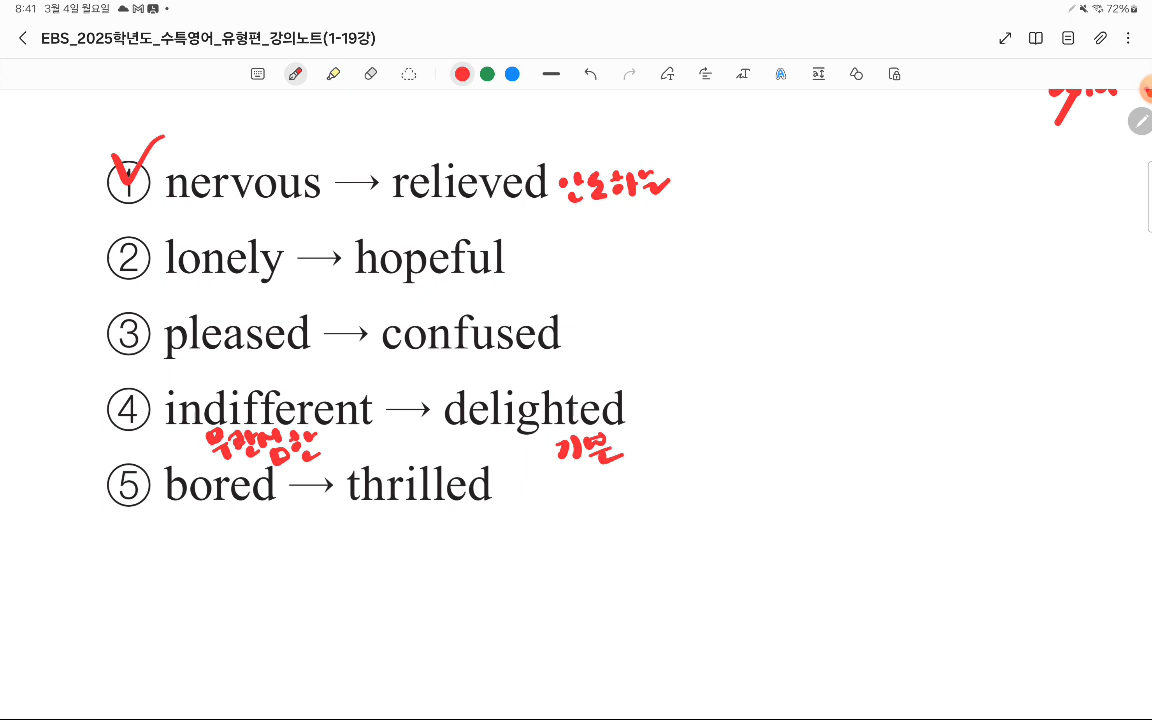 8:41 3월 4일 월요일 72%
EBS_2025학년도_수특영어_유형편_강의노트(1-19강)
① nervous → relieved 안도하는
② lonely → hopeful
③ pleased → confused
④ indifferent → delighted
무관심한 기쁜
⑤ bored → thrilled